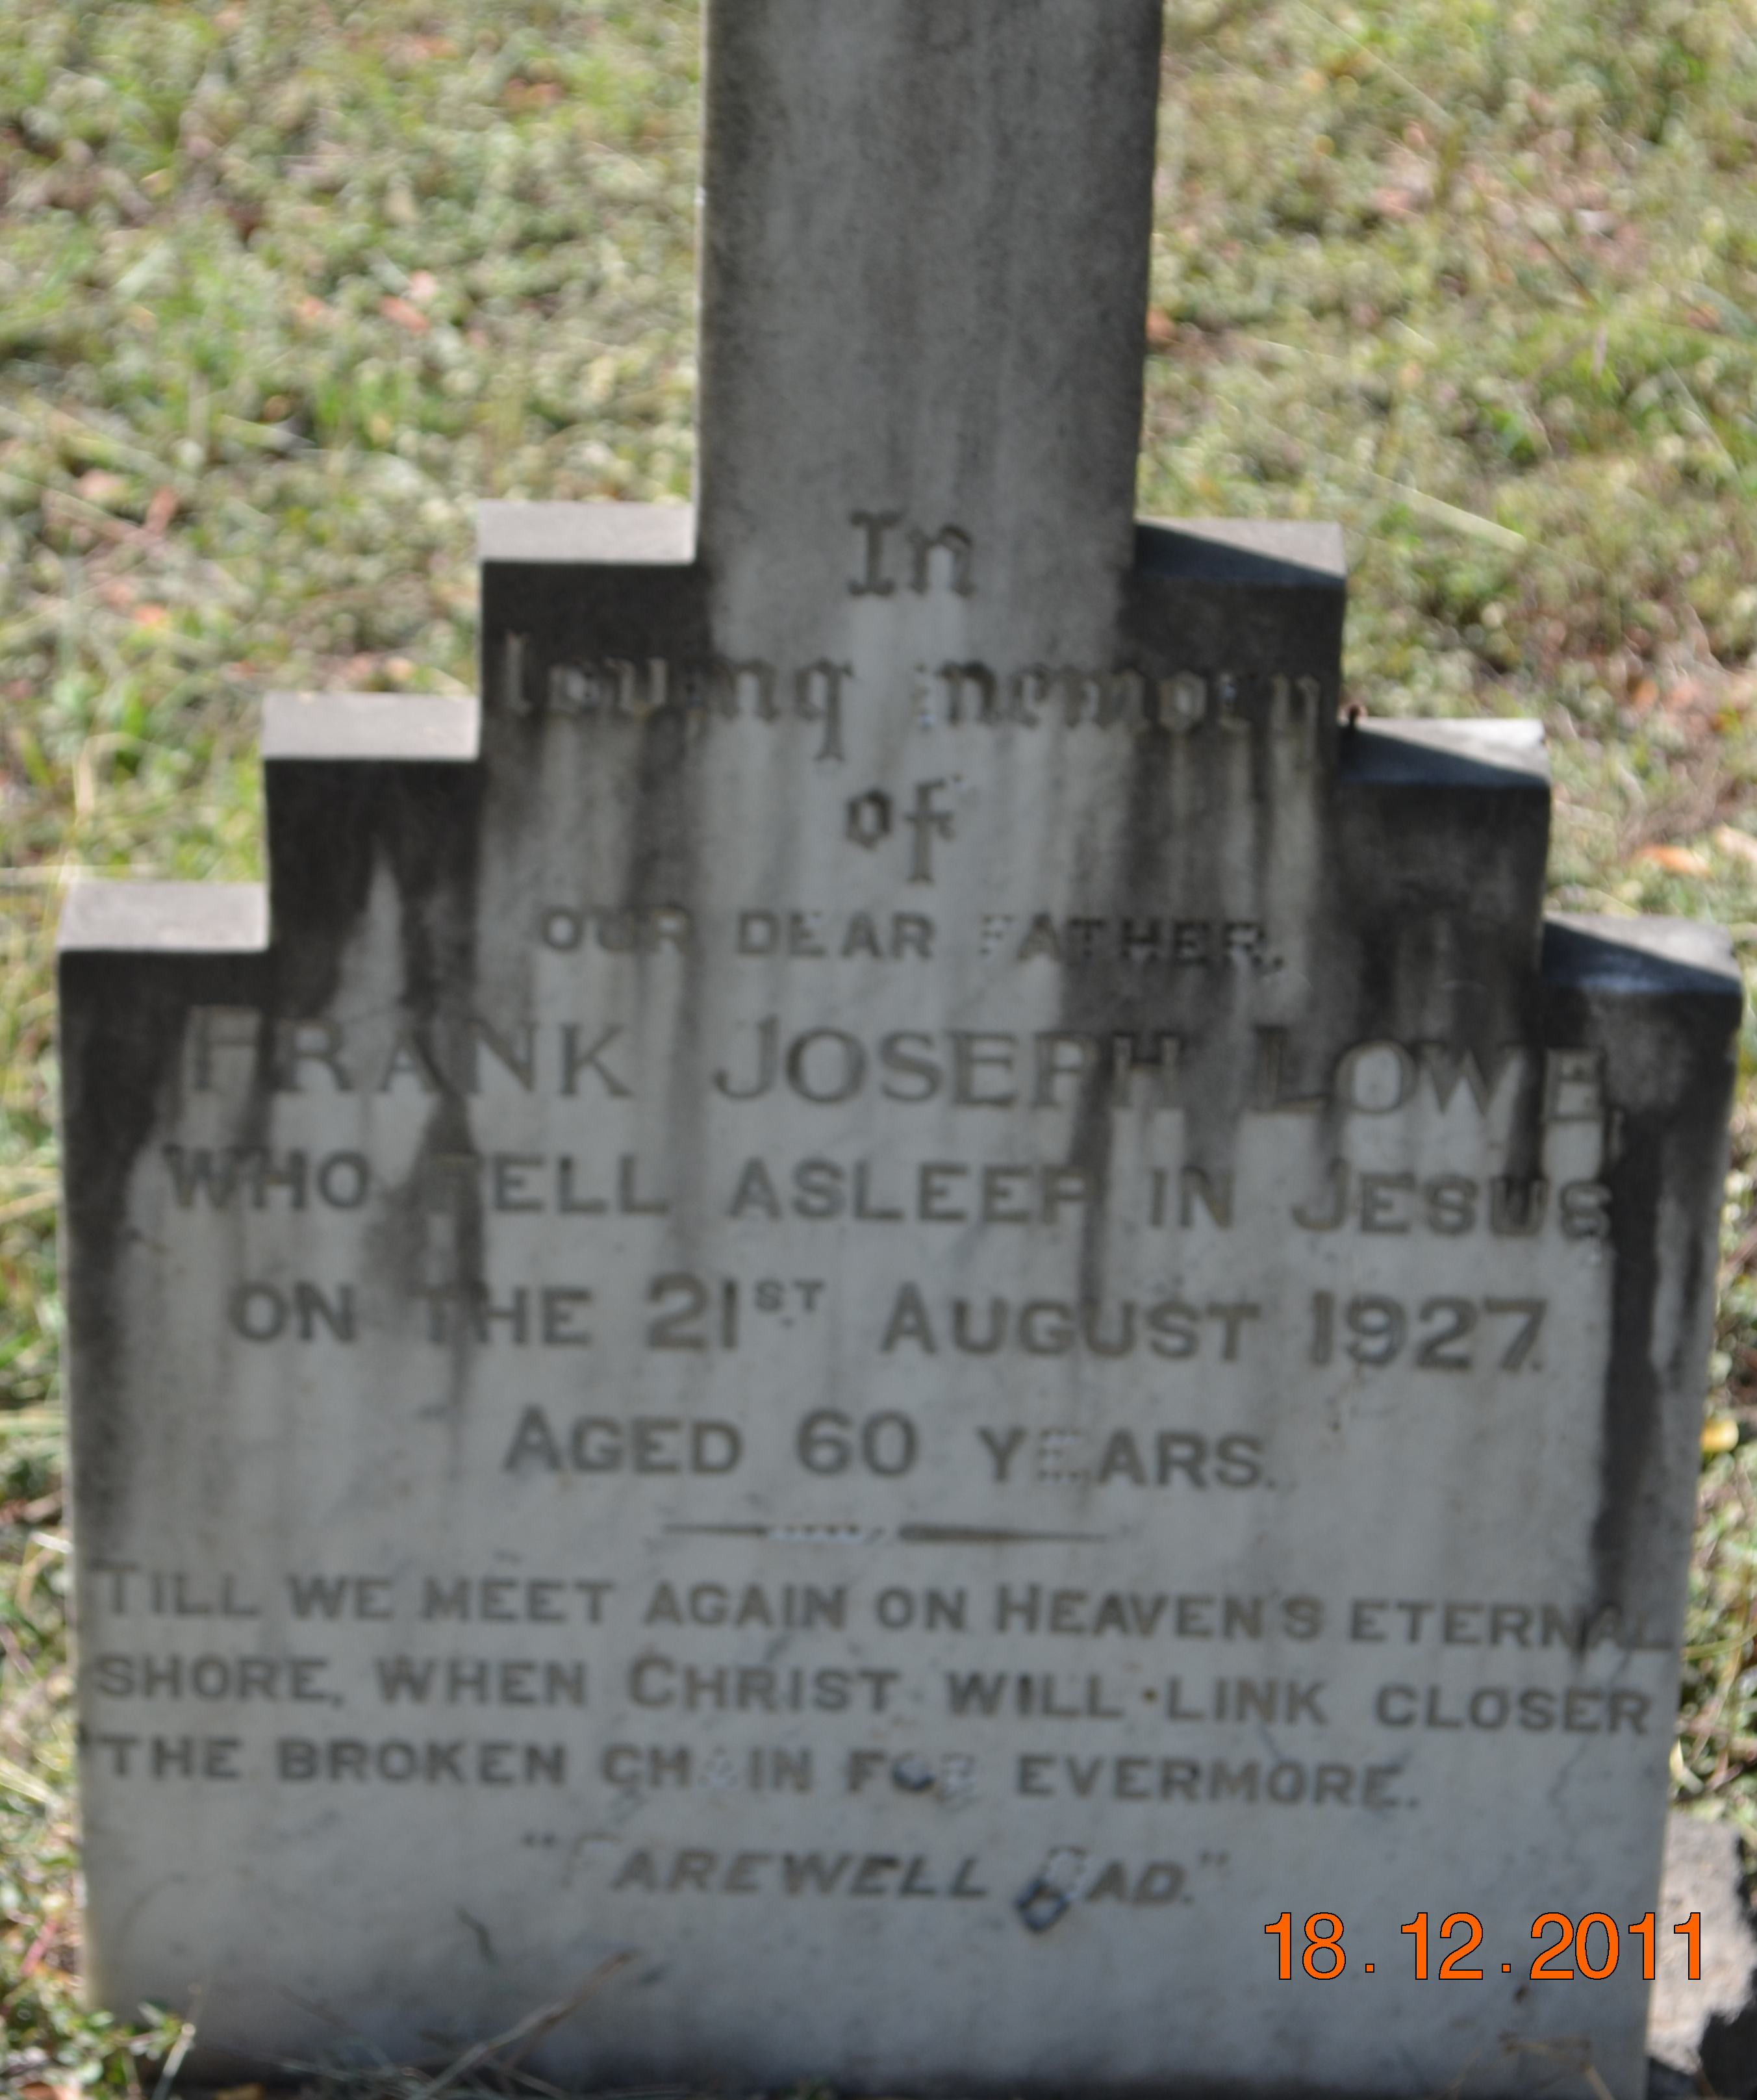 In
loving memory
of
OUR DEAR FATHER,
FRANK JOSEPH LOWE,
WHO FELL ASLEEP IN JESUS
ON THE 21ST AUGUST 1927.
AGED 60 YEARS.
TILL WE MEET AGAIN ON HEAVEN'S ETERNAL
SHORE, WHEN CHRIST WILL LINK CLOSER
THE BROKEN CHAIN FOR EVERMORE.
"FAREWELL DAD."
18.12.2011